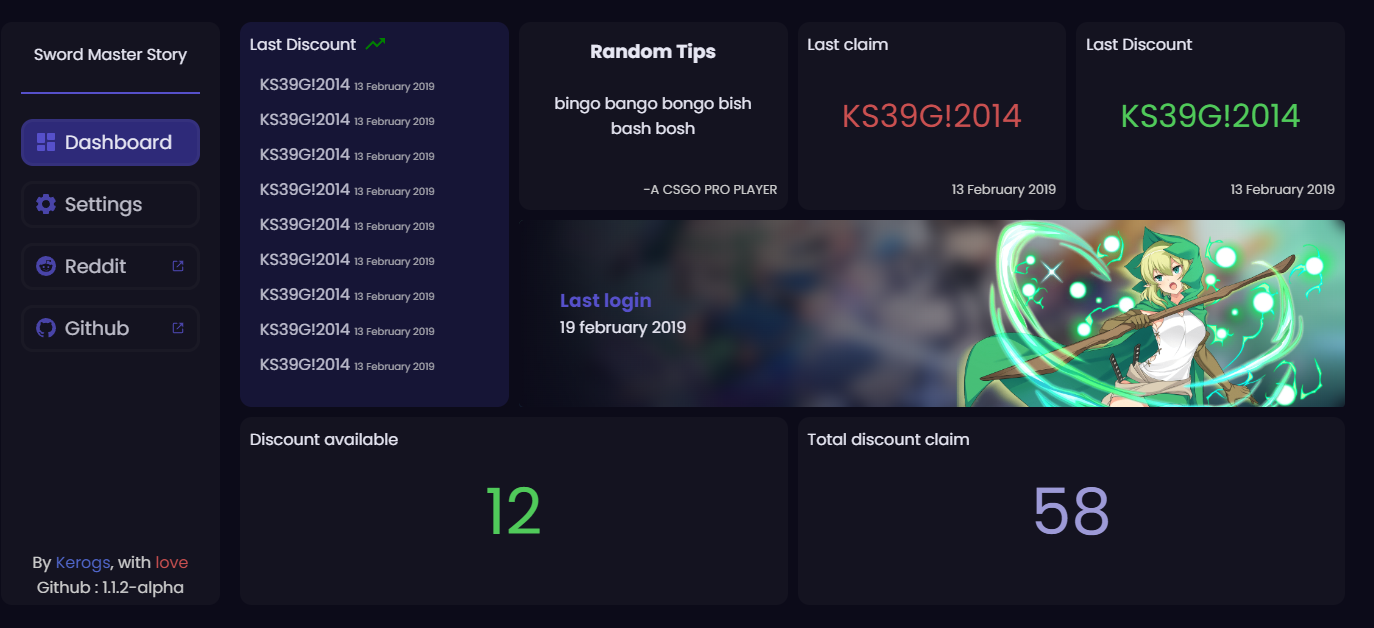 Sword Master Story
Dashboard
Settings
Reddit
Github
By Kerogs, with love
Github : 1.1.2-alpha
Last Discount
KS39G!2014 13 February 2019
KS39G!2014 13 February 2019
KS39G!2014 13 February 2019
KS39G!2014 13 February 2019
KS39G!2014 13 February 2019
KS39G!2014 13 February 2019
KS39G!2014 13 February 2019
KS39G!2014 13 February 2019
KS39G!2014 13 February 2019
Random Tips
bingo bango bongo bish
bash bosh
-A CSGO PRO PLAYER
Last claim
KS39G!2014
13 February 2019
Last Discount
KS39G!2014
13 February 2019
Last login
19 february 2019
Discount available
12
Total discount claim
58